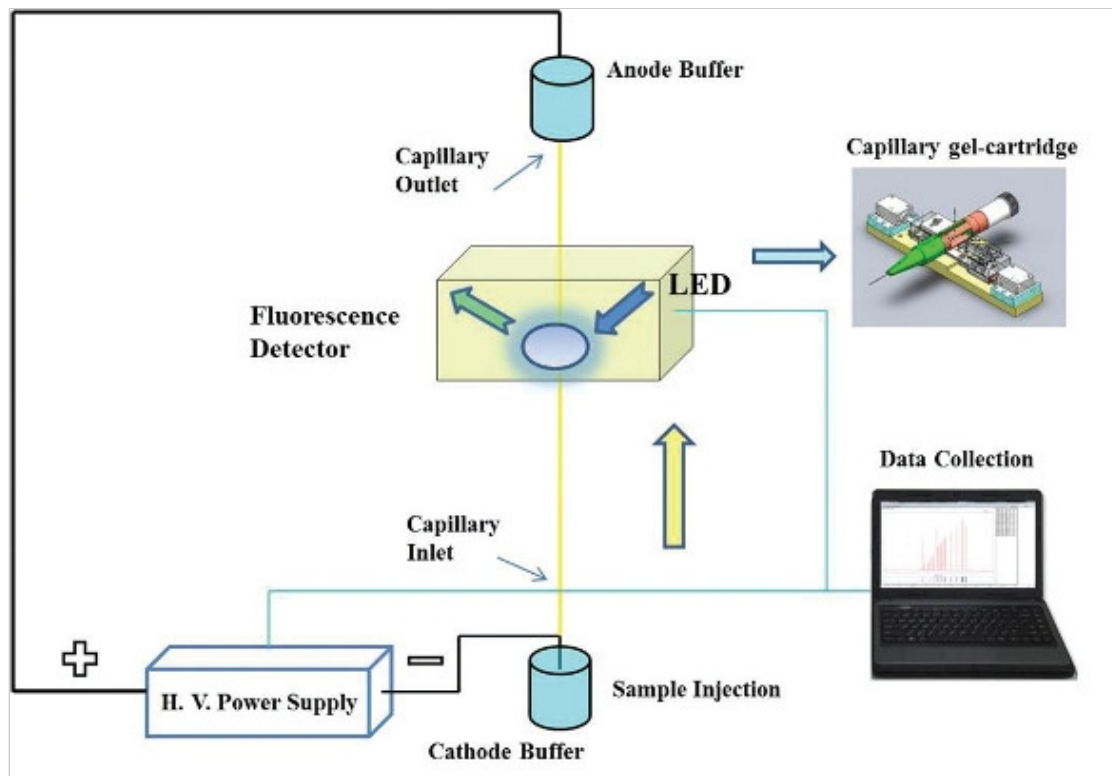 Anode Buffer
Capillary
Outlet
Capillary gel-cartridge
LED
Fluorescence
Detector
Data Collection
Capillary
Inlet
+
−
H. V. Power Supply
Sample Injection
Cathode Buffer